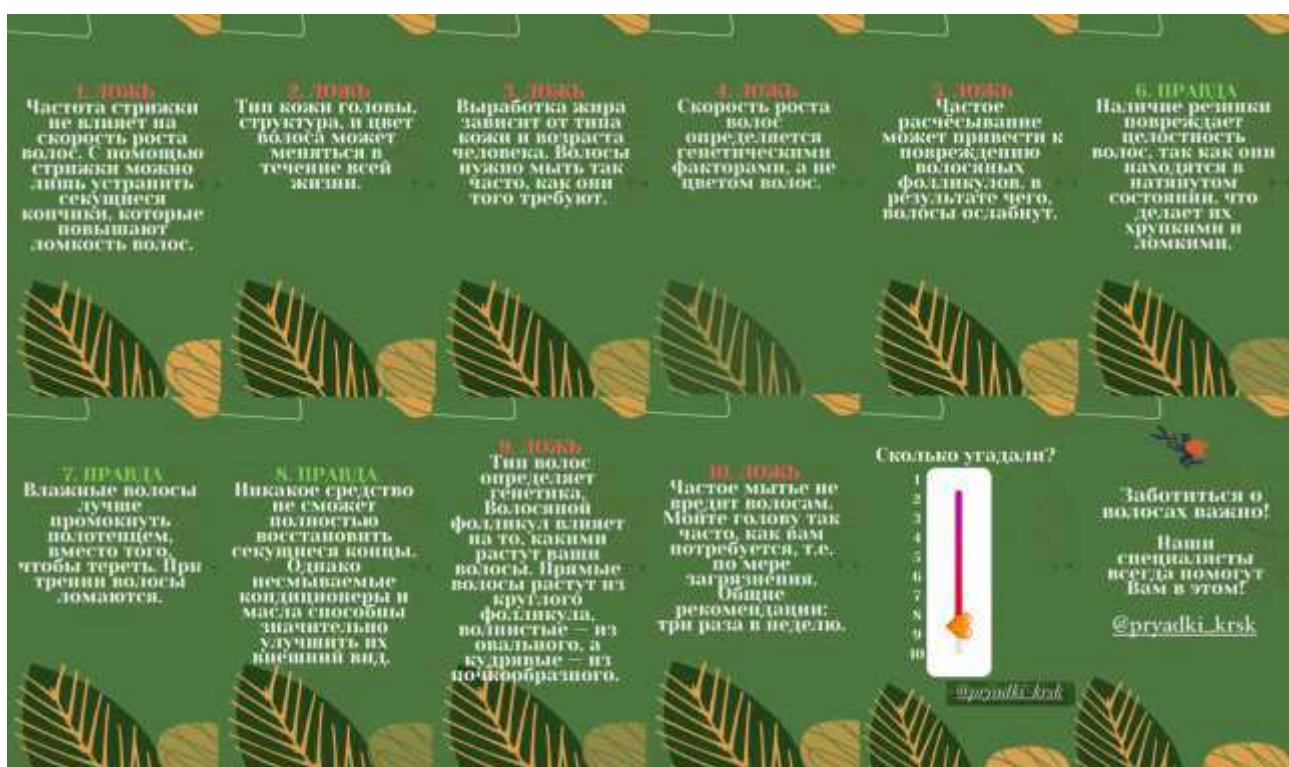 1. ЛОЖЬ
Частота стрижки
не влияет на
скорость роста
волос. С помощью
стрижки можно
лишь устранить
секущиеся
кончики, которые
повышают
ломкость волос.
2. ЛОЖЬ
Тип кожи головы,
структура, и цвет
волоса может
меняться в
течение всей
жизни.
3. ЛОЖЬ
Выработка жира
зависит от типа
кожи и возраста
человека. Волосы
нужно мыть так
часто, как они
того требуют.
4. ЛОЖЬ
Скорость роста
волос
определяется
генетическими
факторами, а не
цветом волос.
5. ЛОЖЬ
Частое
расчёсывание
может привести к
повреждению
волосяных
фолликулов, в
результате чего,
волосы ослабнут.
6. ПРАВДА
Наличие резинки
повреждает
целостность
волос, так как они
находятся в
натянутом
состоянии, что
делает их
хрупкими и
ломкими.
7. ПРАВДА
Влажные волосы
лучше
промокнуть
полотенцем,
вместо того,
чтобы тереть. При
трении волосы
ломаются.
8. ПРАВДА
Никакое средство
не сможет
полностью
восстановить
секущиеся концы.
Однако
несмываемые
кондиционеры и
масла способны
значительно
улучшить их
внешний вид.
9. ЛОЖЬ
Тип волос
определяет
генетика.
Волосяной
фолликул влияет
на то, какими
растут ваши
волосы. Прямые
волосы растут из
круглого
фолликула,
волнистые — из
овального, а
кудрявые — из
почкообразного.
10. ЛОЖЬ
Частое мытье не
вредит волосам.
Мойте голову так
часто, как вам
потребуется, т.е.
по мере
загрязнения.
Общие
рекомендации:
три раза в неделю.
Сколько угадали?
1
2
3
4
5
6
7
8
9
10
@pryadki_krsk
Заботиться о
волосах важно!
Наши
специалисты
всегда помогут
Вам в этом!
@pryadki_krsk